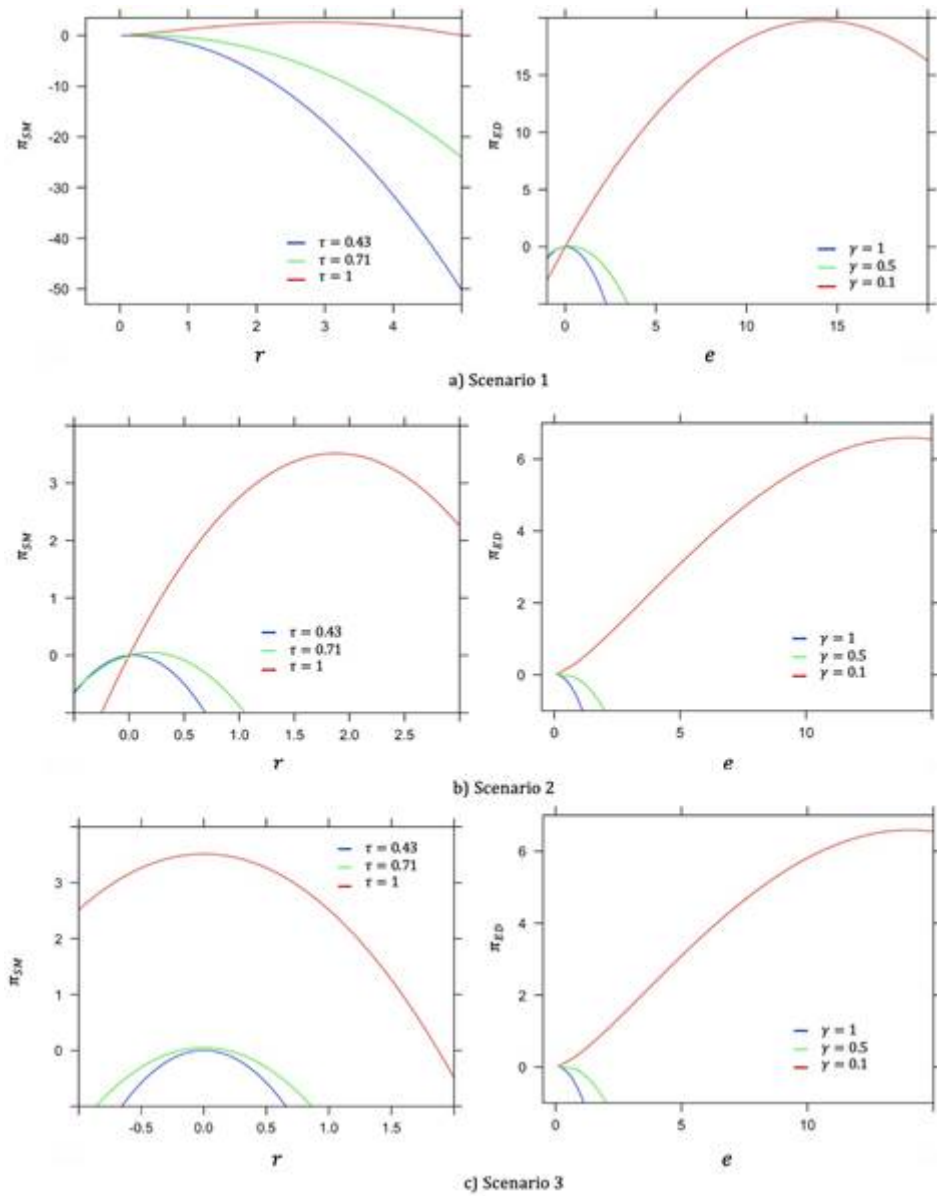 0
-10
-20
-30
-40
-50
π_SM
τ = 0.43
τ = 0.71
τ = 1
0 1 2 3 4
r
15
10
5
0
π_ED
γ = 1
γ = 0.5
γ = 0.1
0 5 10 15
e
a) Scenario 1
3
2
1
0
π_SM
τ = 0.43
τ = 0.71
τ = 1
0.0 0.5 1.0 1.5 2.0 2.5
r
6
4
2
0
π_ED
γ = 1
γ = 0.5
γ = 0.1
0 5 10
e
b) Scenario 2
3
2
1
0
π_SM
τ = 0.43
τ = 0.71
τ = 1
-0.5 0.0 0.5 1.0 1.5
r
6
4
2
0
π_ED
γ = 1
γ = 0.5
γ = 0.1
0 5 10
e
c) Scenario 3